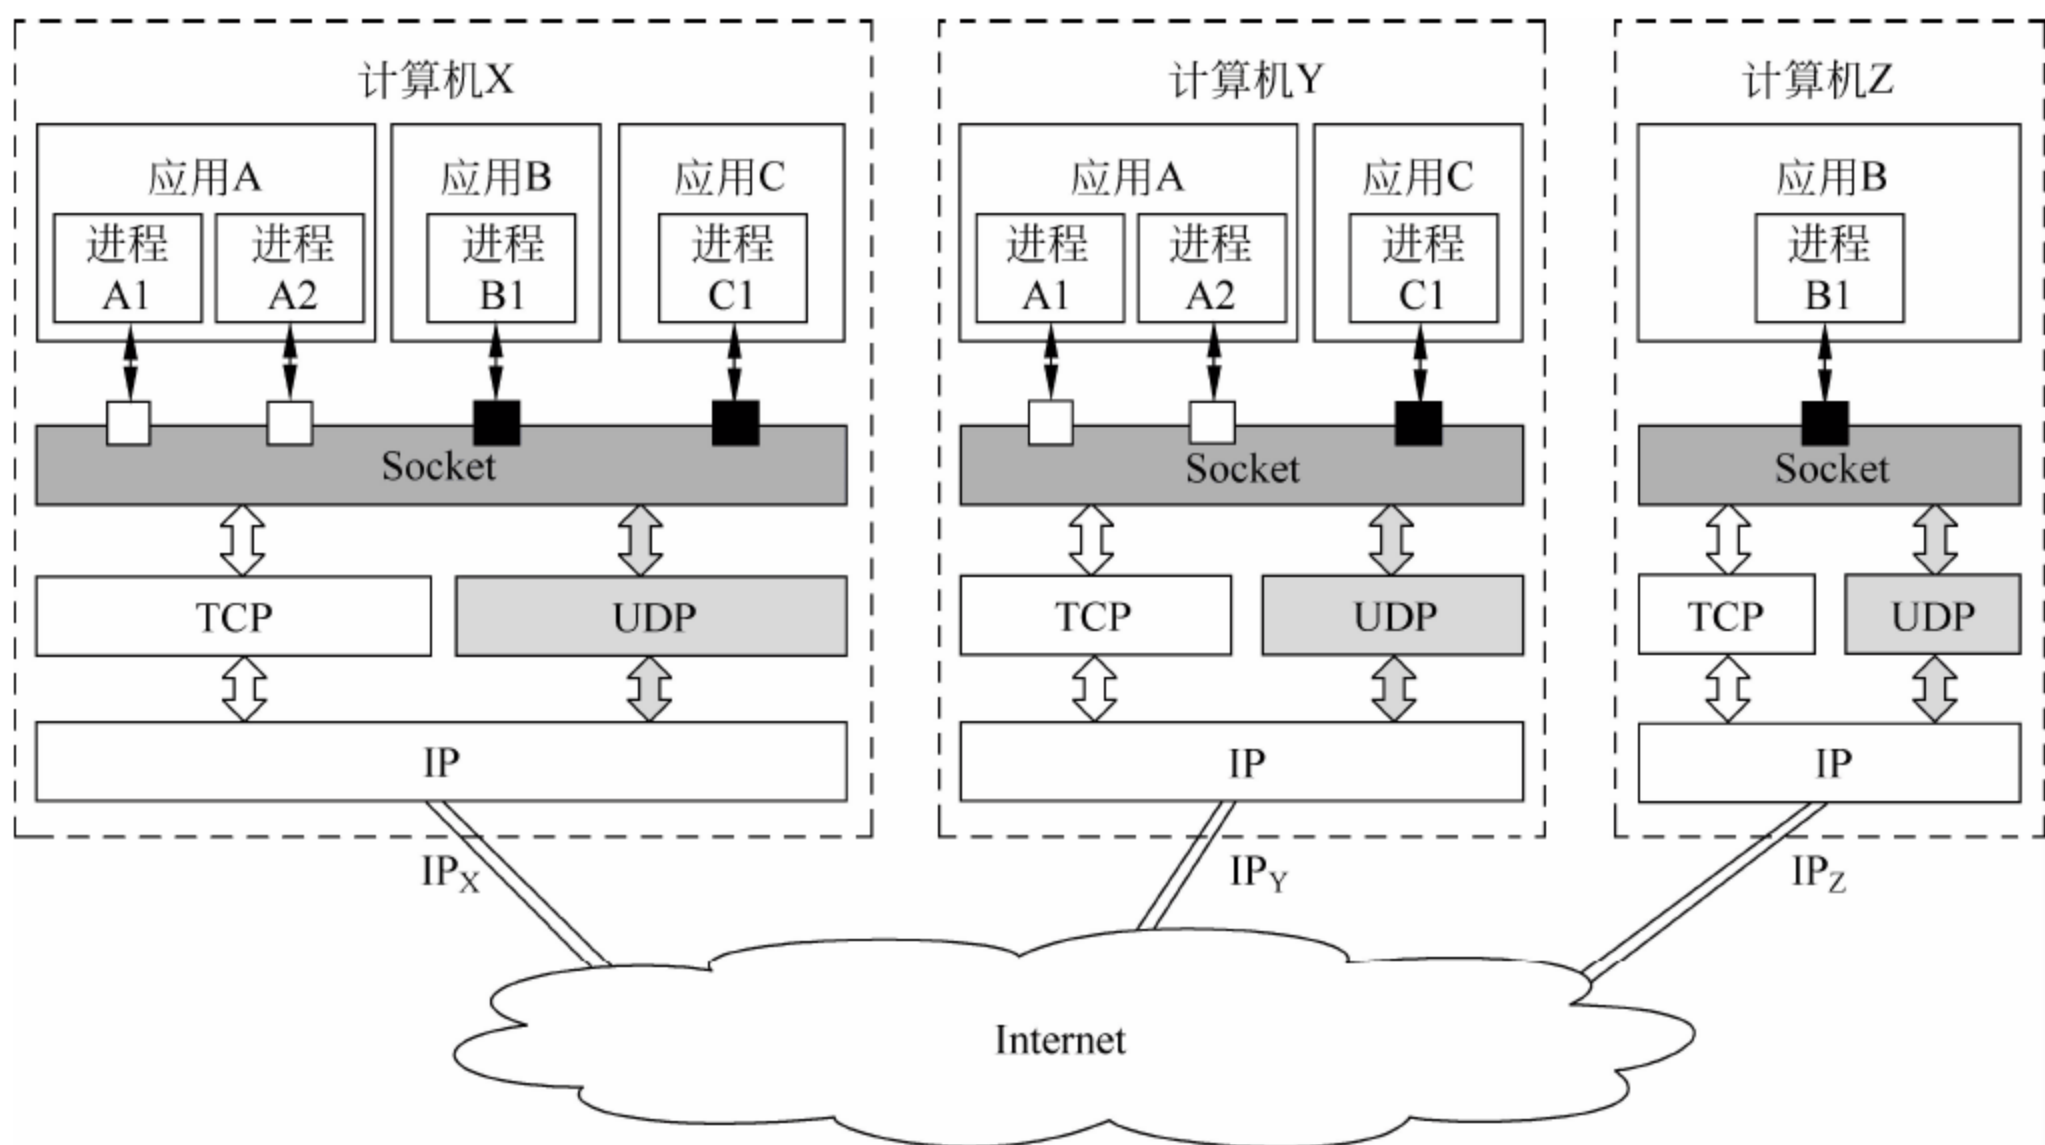 计算机X
计算机Y
计算机Z
应用A
应用B
应用C
应用A
应用C
应用B
进程
A1
进程
A2
进程
B1
进程
C1
进程
A1
进程
A2
进程
C1
进程
B1
Socket
Socket
Socket
TCP
UDP
TCP
UDP
TCP
UDP
IP
IP
IP
IPX
IPY
IPZ
Internet